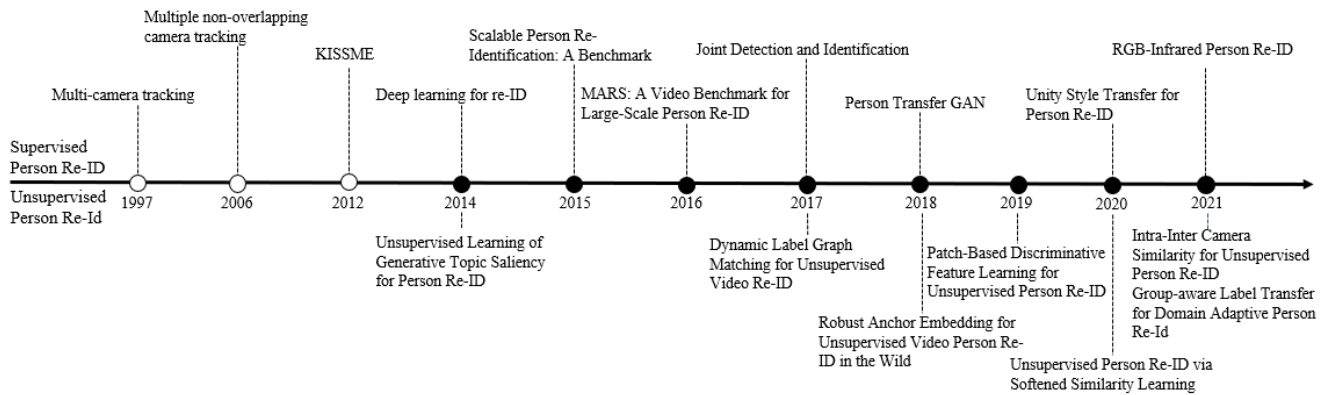 Multiple non-overlapping
camera tracking
Multi-camera tracking
KISSME
Deep learning for re-ID
Scalable Person Re-
Identification: A Benchmark
MARS: A Video Benchmark for
Large-Scale Person Re-ID
Joint Detection and Identification
Person Transfer GAN
Unity Style Transfer for
Person Re-ID
RGB-Infrared Person Re-ID
Supervised
Person Re-ID
Unsupervised
Person Re-Id
1997
2006
2012
2014
2015
2016
2017
2018
2019
2020
2021
Unsupervised Learning of
Generative Topic Saliency
for Person Re-ID
Dynamic Label Graph
Matching for Unsupervised
Video Re-ID
Robust Anchor Embedding for
Unsupervised Video Person Re-
ID in the Wild
Patch-Based Discriminative
Feature Learning for
Unsupervised Person Re-ID
Unsupervised Person Re-ID via
Softened Similarity Learning
Intra-Inter Camera
Similarity for Unsupervised
Person Re-ID
Group-aware Label Transfer
for Domain Adaptive Person
Re-Id